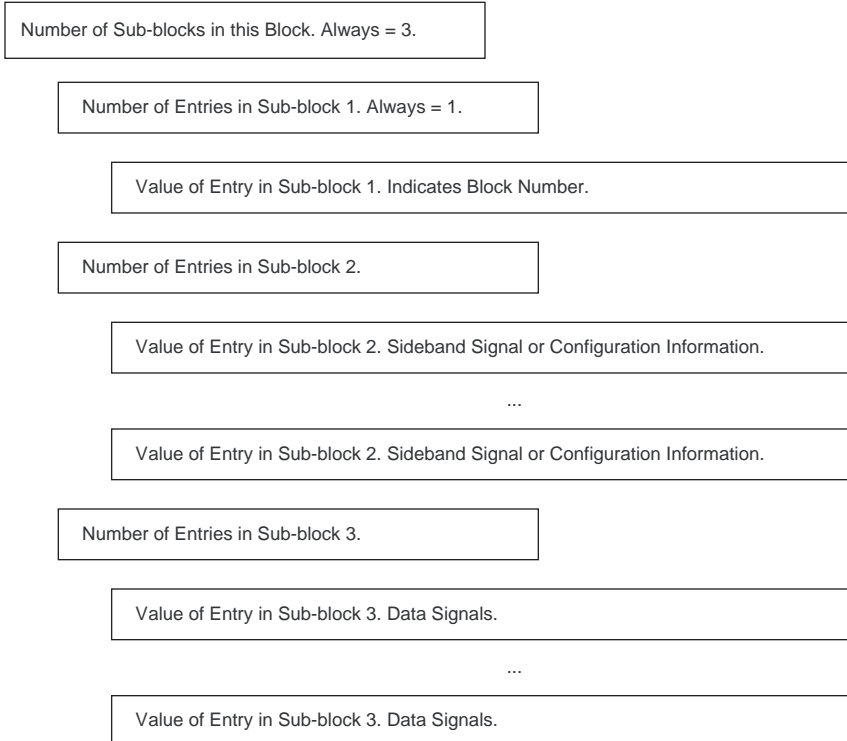 Number of Sub-blocks in this Block. Always = 3.
Number of Entries in Sub-block 1. Always = 1.
Value of Entry in Sub-block 1. Indicates Block Number.
Number of Entries in Sub-block 2.
Value of Entry in Sub-block 2. Sideband Signal or Configuration Information.
...
Value of Entry in Sub-block 2. Sideband Signal or Configuration Information.
Number of Entries in Sub-block 3.
Value of Entry in Sub-block 3. Data Signals.
...
Value of Entry in Sub-block 3. Data Signals.